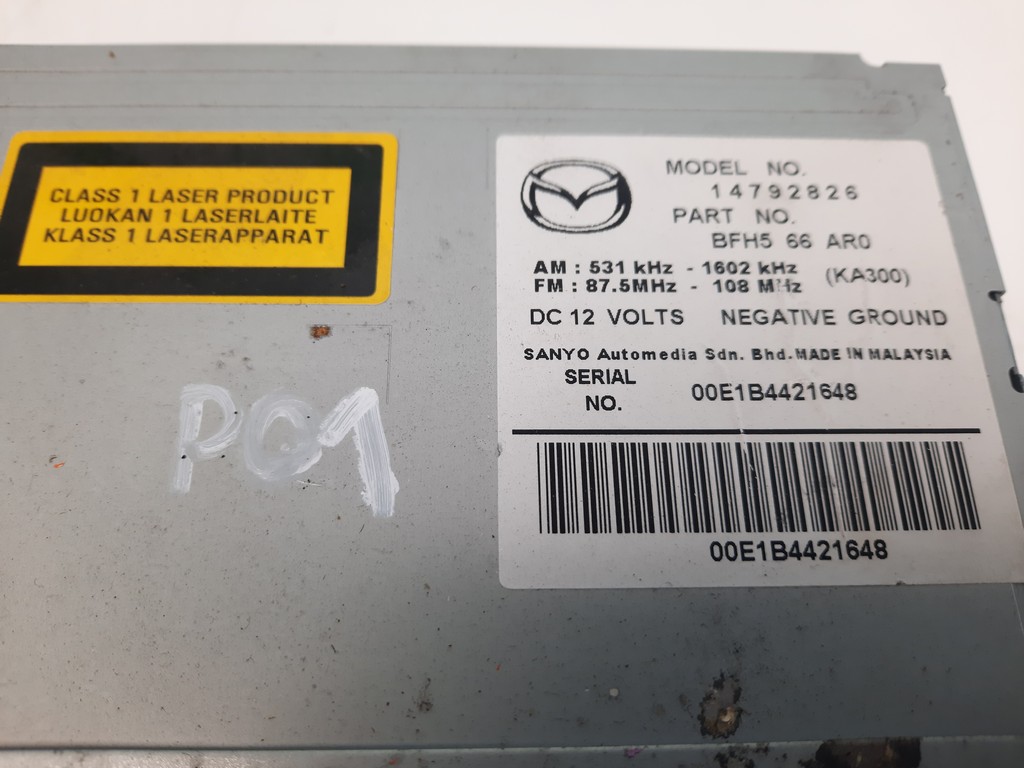 CLASS 1 LASER PRODUCT
LUOKAN 1 LASERLAITE
KLASS 1 LASERAPPARAT
MODEL NO.
14792826
PART NO.
BFH5 66 AR0
AM : 531 kHz - 1602 kHz
(KA300)
FM : 87.5MHz - 108 MHz
DC 12 VOLTS NEGATIVE GROUND
SANYO Automedia Sdn. Bhd. MADE IN MALAYSIA
SERIAL
NO.
00E1B4421648
00E1B4421648
PO1